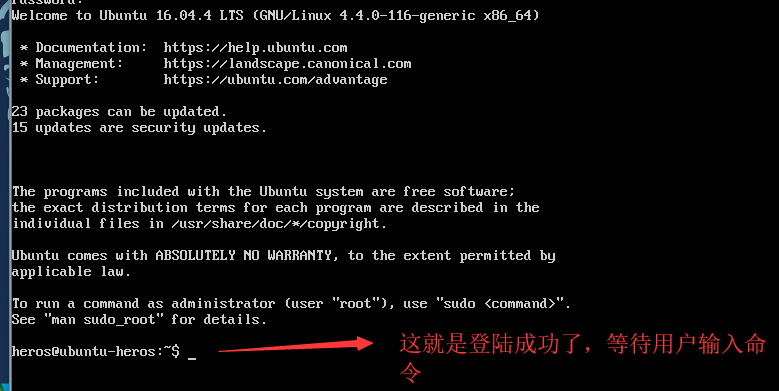 Password:
Welcome to Ubuntu 16.04.4 LTS (GNU/Linux 4.4.0-116-generic x86_64)
* Documentation:  https://help.ubuntu.com
* Management:     https://landscape.canonical.com
* Support:        https://ubuntu.com/advantage
23 packages can be updated.
15 updates are security updates.
The programs included with the Ubuntu system are free software;
the exact distribution terms for each program are described in the
individual files in /usr/share/doc/*/copyright.
Ubuntu comes with ABSOLUTELY NO WARRANTY, to the extent permitted by
applicable law.
To run a command as administrator (user "root"), use "sudo <command>".
See "man sudo_root" for details.
heros@ubuntu-heros:~$ _
这就是登陆成功了，等待用户输入命
令